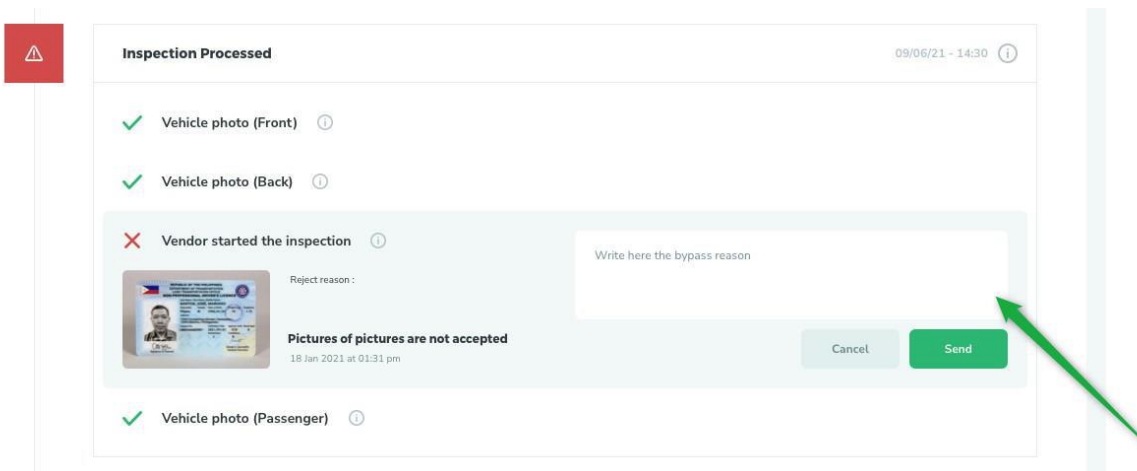 Inspection Processed
09/06/21 - 14:30
Vehicle photo (Front)
Vehicle photo (Back)
Vendor started the inspection
Write here the bypass reason
Reject reason :
Pictures of pictures are not accepted
18 Jan 2021 at 01:31 pm
Cancel
Send
Vehicle photo (Passenger)